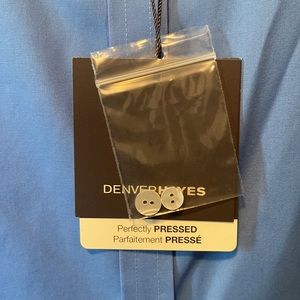 DENVERHAYES
Perfectly PRESSED
Parfaitement PRESSÉ